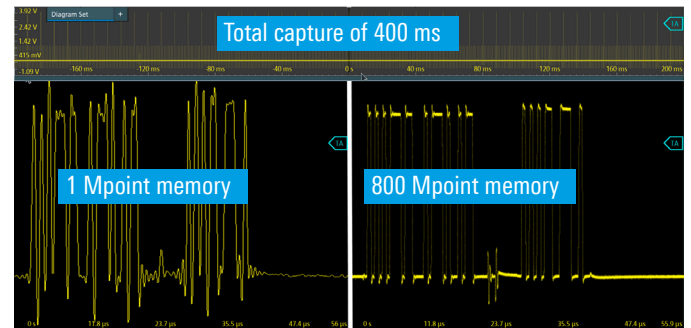 3.92 V
Diagram Set +
2.42 V
1.42 V
415 mV
-1.09 V
Total capture of 400 ms
1A
-160 ms -120 ms -80 ms -40 ms 0 s 40 ms 80 ms 120 ms 160 ms 200 ms
1A 1A
1 Mpoint memory 800 Mpoint memory
0 s 11.8 µs 23.7 µs 35.5 µs 47.4 µs 56 µs 0 s 11.8 µs 23.7 µs 35.5 µs 47.4 µs 55.9 µs